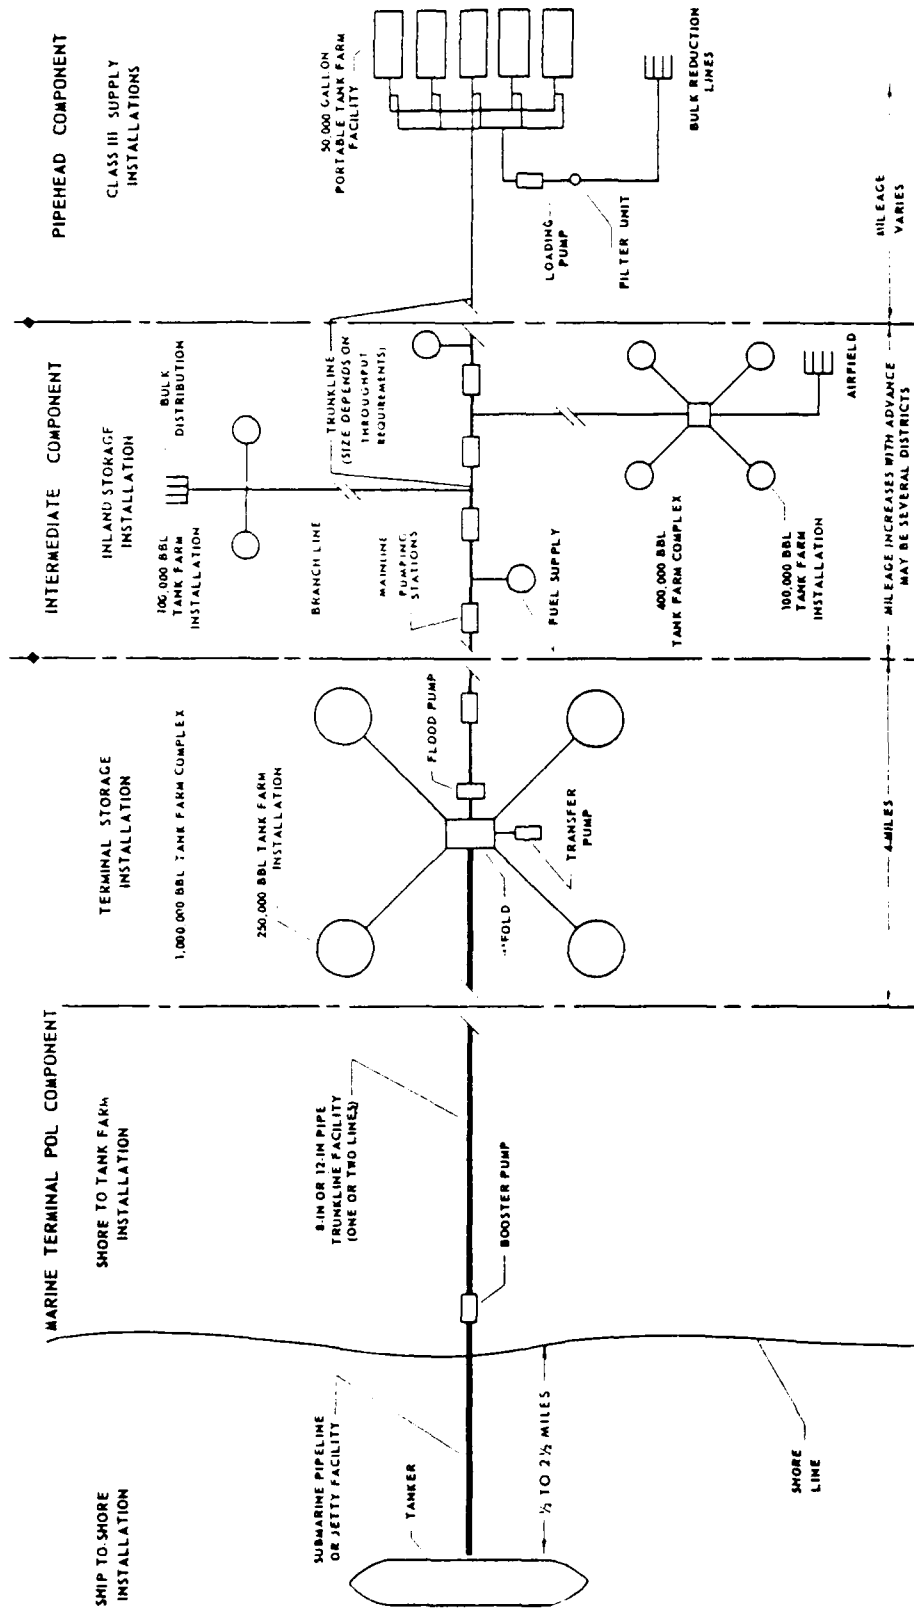 MARINE TERMINAL POL COMPONENT
INTERMEDIATE COMPONENT
PIPEHEAD COMPONENT
SHIP TO-SHORE
INSTALLATION
SHORE TO TANK FARM
INSTALLATION
TERMINAL STORAGE
INSTALLATION
INLAND STORAGE
INSTALLATION
CLASS III SUPPLY
INSTALLATIONS
SUBMARINE PIPELINE
OR JETTY FACILITY
TANKER
½ TO 2½ MILES
SHORE
LINE
8-IN OR 12-IN PIPE
TRUNKLINE FACILITY
(ONE OR TWO LINES)
BOOSTER PUMP
1,000,000 BBL TANK FARM COMPLEX
250,000 BBL TANK FARM
INSTALLATION
FLOOD PUMP
FOLD
TRANSFER
PUMP
4-MILES
100,000 BBL
TANK FARM
INSTALLATION
BULK
DISTRIBUTION
BRANCH LINE
TRUNKLINE
(SIZE DEPENDS ON
THROUGHPUT
REQUIREMENTS)
MAINLINE
PUMPING
STATIONS
FUEL SUPPLY
400,000 BBL
TANK FARM COMPLEX
100,000 BBL
TANK FARM
INSTALLATION
AIRFIELD
MILEAGE INCREASES WITH ADVANCE
MAY BE SEVERAL DISTRICTS
50,000 GALLON
PORTABLE TANK FARM
FACILITY
LOADING
PUMP
FILTER UNIT
BULK REDUCTION
LINES
MILEAGE
VARIES